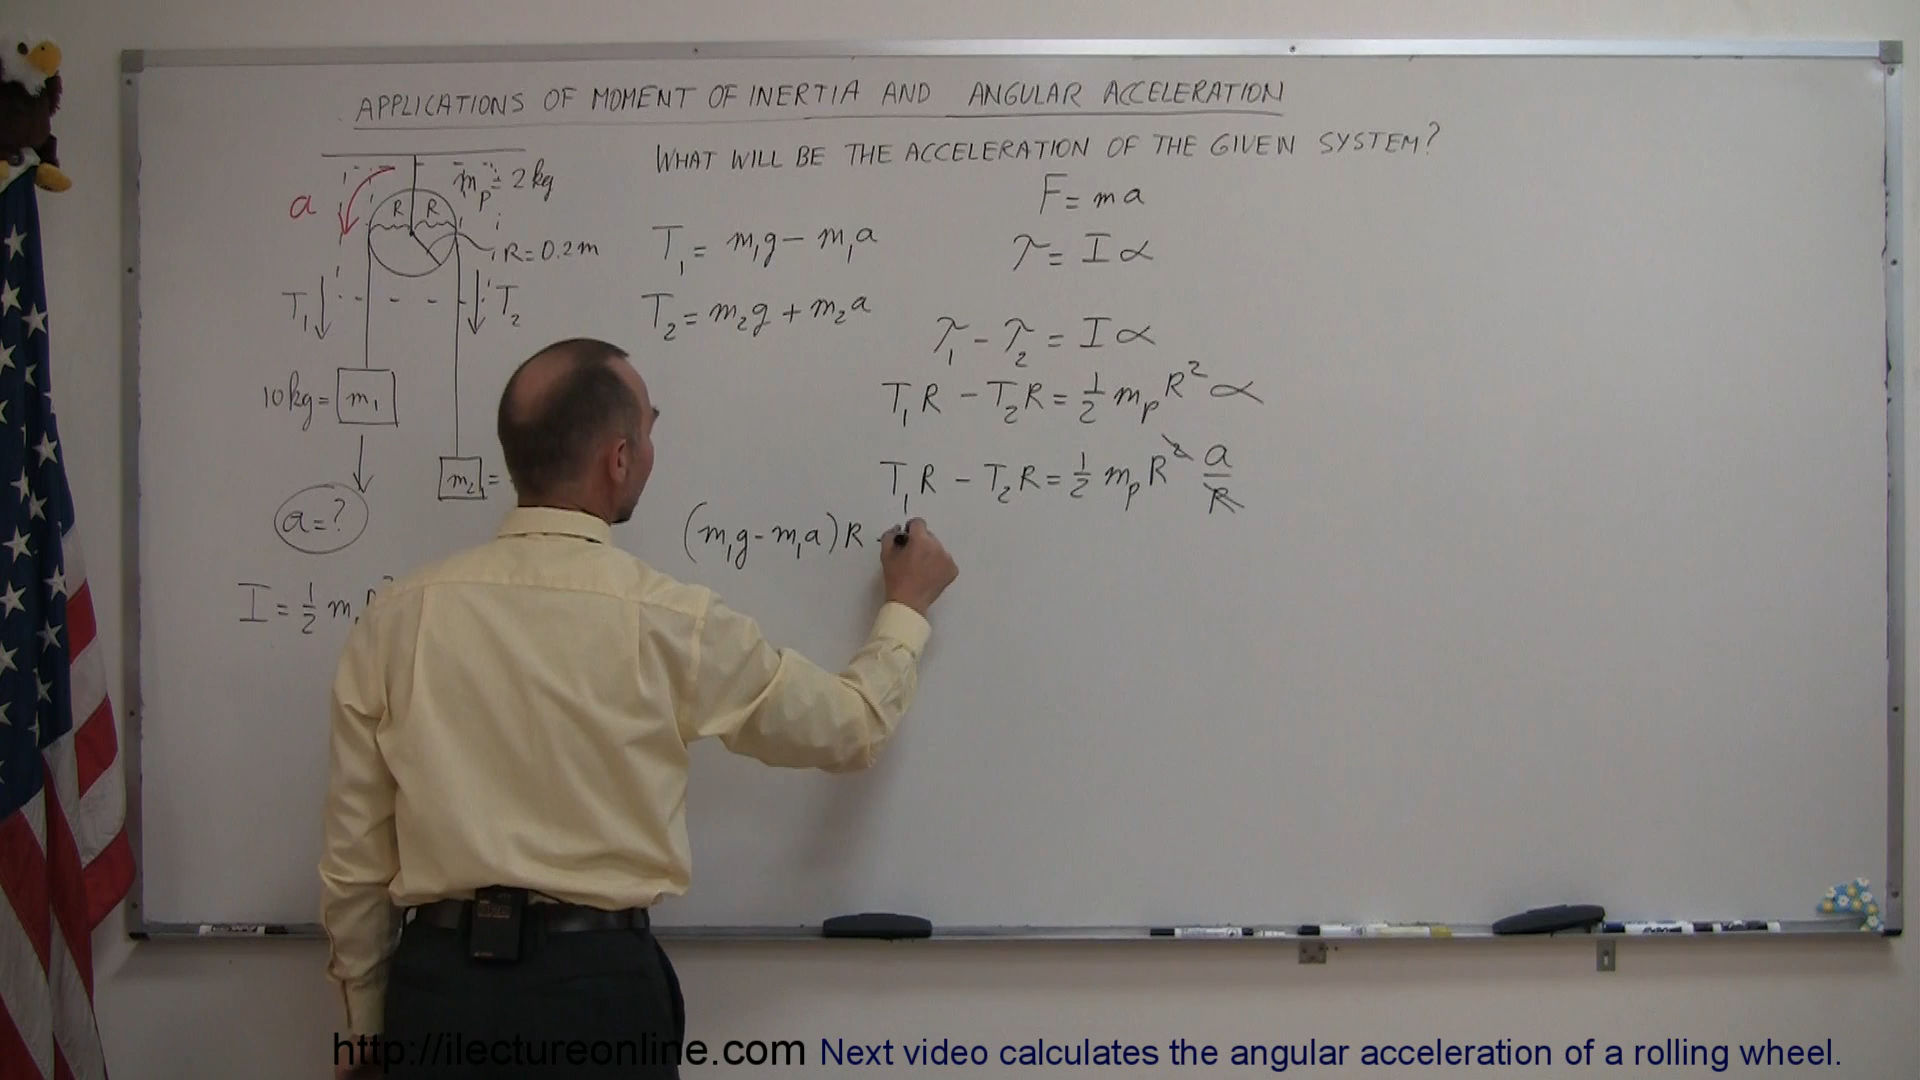 APPLICATIONS OF MOMENT OF INERTIA AND ANGULAR ACCELERATION
WHAT WILL BE THE ACCELERATION OF THE GIVEN SYSTEM?
m_p = 2 kg
a
R R
R = 0.2 m
T₁
T₂
10 kg = m₁
m₂ =
a = ?
I = ½ m
T₁ = m₁g - m₁a
T₂ = m₂g + m₂a
F = ma
τ = Iα
τ₁ - τ₂ = Iα
T₁R - T₂R = ½ m_p R² α
T₁R - T₂R = ½ m_p R² a/R
(m₁g - m₁a)R -
http://ilectureonline.com Next video calculates the angular acceleration of a rolling wheel.